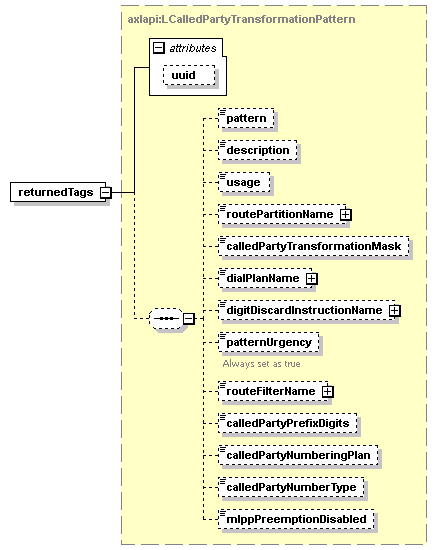 axlapi:LCalledPartyTransformationPattern
attributes
uuid
returnedTags
pattern
description
usage
routePartitionName
calledPartyTransformationMask
dialPlanName
digitDiscardInstructionName
patternUrgency
Always set as true
routeFilterName
calledPartyPrefixDigits
calledPartyNumberingPlan
calledPartyNumberType
mlppPreemptionDisabled